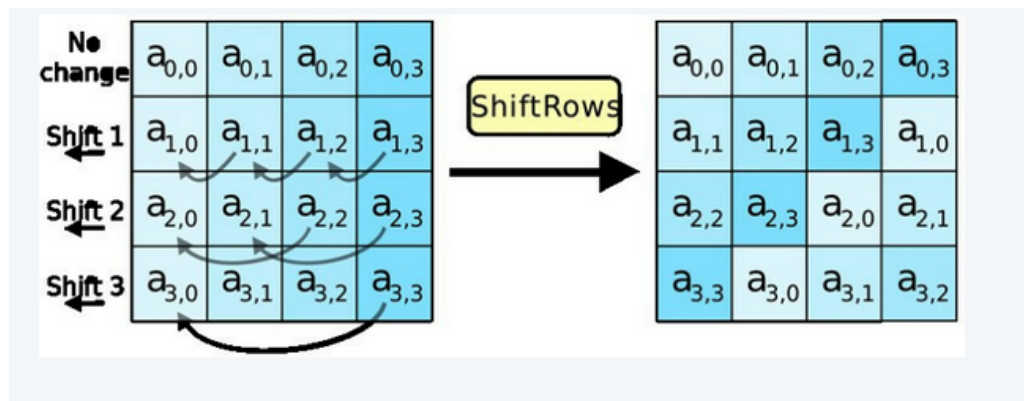 No change a0,0 a0,1 a0,2 a0,3
Shift 1 a1,0 a1,1 a1,2 a1,3
Shift 2 a2,0 a2,1 a2,2 a2,3
Shift 3 a3,0 a3,1 a3,2 a3,3
ShiftRows
a0,0 a0,1 a0,2 a0,3
a1,1 a1,2 a1,3 a1,0
a2,2 a2,3 a2,0 a2,1
a3,3 a3,0 a3,1 a3,2